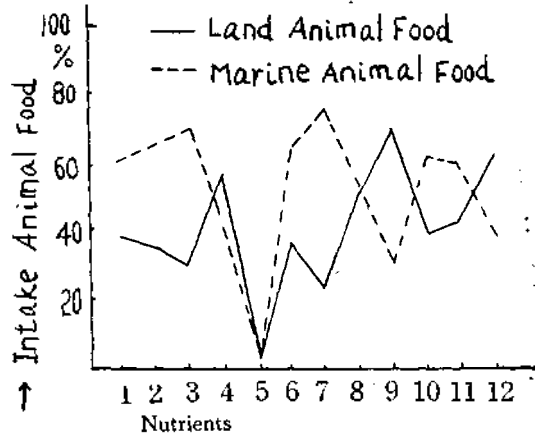 100
%
80
60
40
20
— Land Animal Food
--- Marine Animal Food
↑ Intake Animal Food
1 2 3 4 5 6 7 8 9 10 11 12
Nutrients